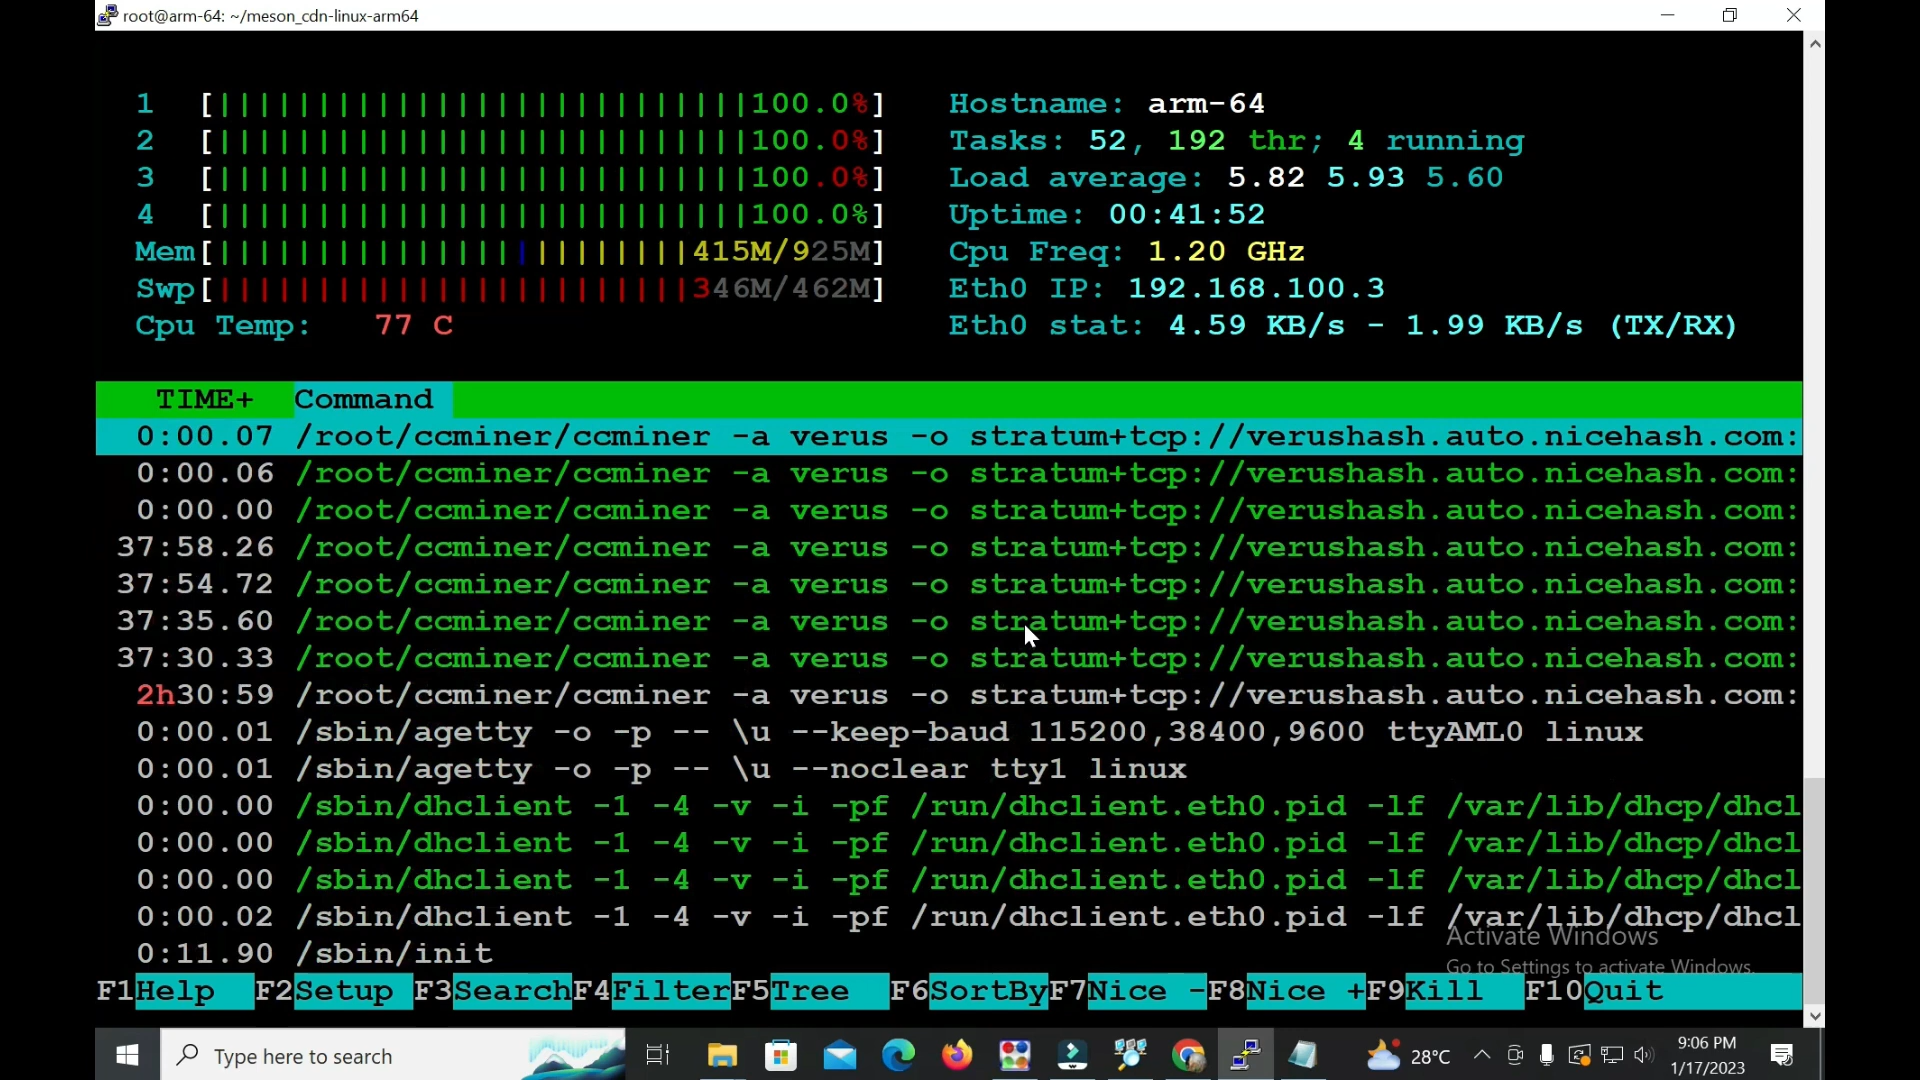 root@arm-64: ~/meson_cdn-linux-arm64
1 [||||||||||||||||||||||||||100.0%] Hostname: arm-64
2 [||||||||||||||||||||||||||100.0%] Tasks: 52, 192 thr; 4 running
3 [||||||||||||||||||||||||||100.0%] Load average: 5.82 5.93 5.60
4 [||||||||||||||||||||||||||100.0%] Uptime: 00:41:52
Mem[||||||||||||||||||||||||415M/925M] Cpu Freq: 1.20 GHz
Swp[||||||||||||||||||||||||346M/462M] Eth0 IP: 192.168.100.3
Cpu Temp: 77 C Eth0 stat: 4.59 KB/s - 1.99 KB/s (TX/RX)
TIME+ Command
0:00.07 /root/ccminer/ccminer -a verus -o stratum+tcp://verushash.auto.nicehash.com:
0:00.06 /root/ccminer/ccminer -a verus -o stratum+tcp://verushash.auto.nicehash.com:
0:00.00 /root/ccminer/ccminer -a verus -o stratum+tcp://verushash.auto.nicehash.com:
37:58.26 /root/ccminer/ccminer -a verus -o stratum+tcp://verushash.auto.nicehash.com:
37:54.72 /root/ccminer/ccminer -a verus -o stratum+tcp://verushash.auto.nicehash.com:
37:35.60 /root/ccminer/ccminer -a verus -o stratum+tcp://verushash.auto.nicehash.com:
37:30.33 /root/ccminer/ccminer -a verus -o stratum+tcp://verushash.auto.nicehash.com:
2h30:59 /root/ccminer/ccminer -a verus -o stratum+tcp://verushash.auto.nicehash.com:
0:00.01 /sbin/agetty -o -p -- \u --keep-baud 115200,38400,9600 ttyAML0 linux
0:00.01 /sbin/agetty -o -p -- \u --noclear tty1 linux
0:00.00 /sbin/dhclient -1 -4 -v -i -pf /run/dhclient.eth0.pid -lf /var/lib/dhcp/dhcl
0:00.00 /sbin/dhclient -1 -4 -v -i -pf /run/dhclient.eth0.pid -lf /var/lib/dhcp/dhcl
0:00.00 /sbin/dhclient -1 -4 -v -i -pf /run/dhclient.eth0.pid -lf /var/lib/dhcp/dhcl
0:00.02 /sbin/dhclient -1 -4 -v -i -pf /run/dhclient.eth0.pid -lf /var/lib/dhcp/dhcl
0:11.90 /sbin/init
Activate Windows
Go to Settings to activate Windows.
F1Help F2Setup F3SearchF4FilterF5Tree F6SortByF7Nice -F8Nice +F9Kill F10Quit
Type here to search
28°C
9:06 PM
1/17/2023